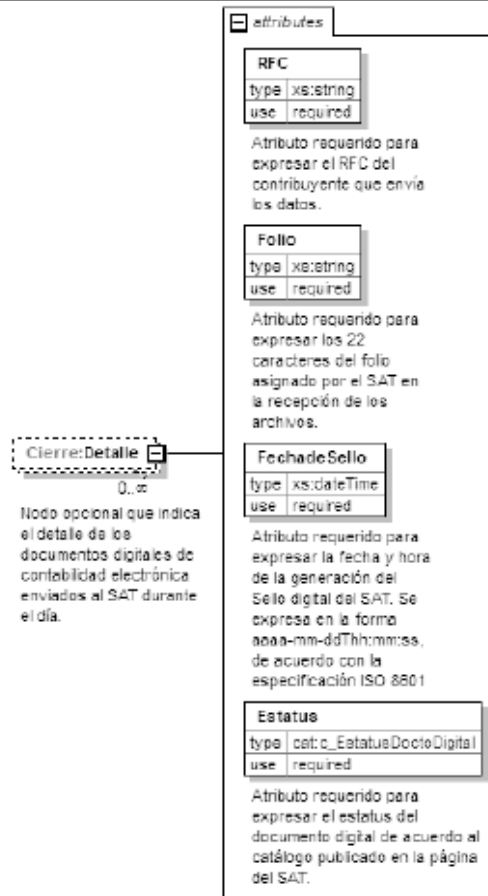 attributes
RFC
type xs:string
use required
Atributo requerido para
expresar el RFC del
contribuyente que envía
los datos.
Folio
type xs:string
use required
Atributo requerido para
expresar los 22
caracteres del folio
asignado por el SAT en
la recepción de los
archivos.
Cierre:Detalle
0..∞
Nodo opcional que indica
el detalle de los
documentos digitales de
contabilidad electrónica
enviados al SAT durante
el día.
FechadeSello
type xs:dateTime
use required
Atributo requerido para
expresar la fecha y hora
de la generación del
Sello digital del SAT. Se
expresa en la forma
aaaa-mm-ddThh:mm:ss,
de acuerdo con la
especificación ISO 8601
Estatus
type cat:c_EstatusDoctoDigital
use required
Atributo requerido para
expresar el estatus del
documento digital de acuerdo al
catálogo publicado en la página
del SAT.